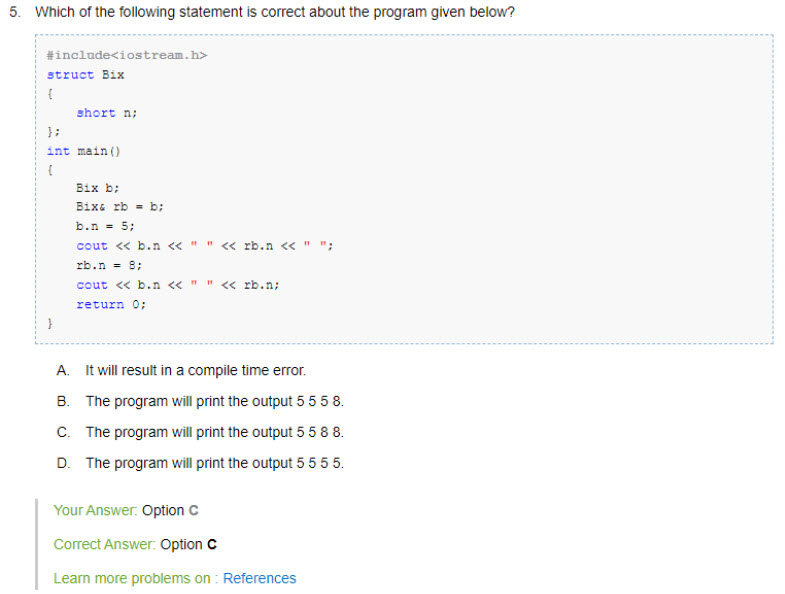 5. Which of the following statement is correct about the program given below?
#include<iostream.h>
struct Bix
{
short n;
};
int main()
{
Bix b;
Bix& rb = b;
b.n = 5;
cout << b.n << " " << rb.n << " ";
rb.n = 8;
cout << b.n << " " << rb.n;
return 0;
}
A. It will result in a compile time error.
B. The program will print the output 5 5 5 8.
C. The program will print the output 5 5 8 8.
D. The program will print the output 5 5 5 5.
Your Answer: Option C
Correct Answer: Option C
Learn more problems on : References